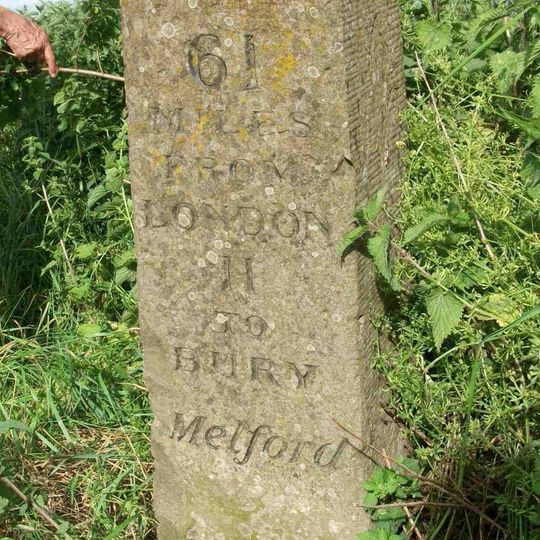 61
MILES
FROM
LONDON
11
TO
BURY
Melford